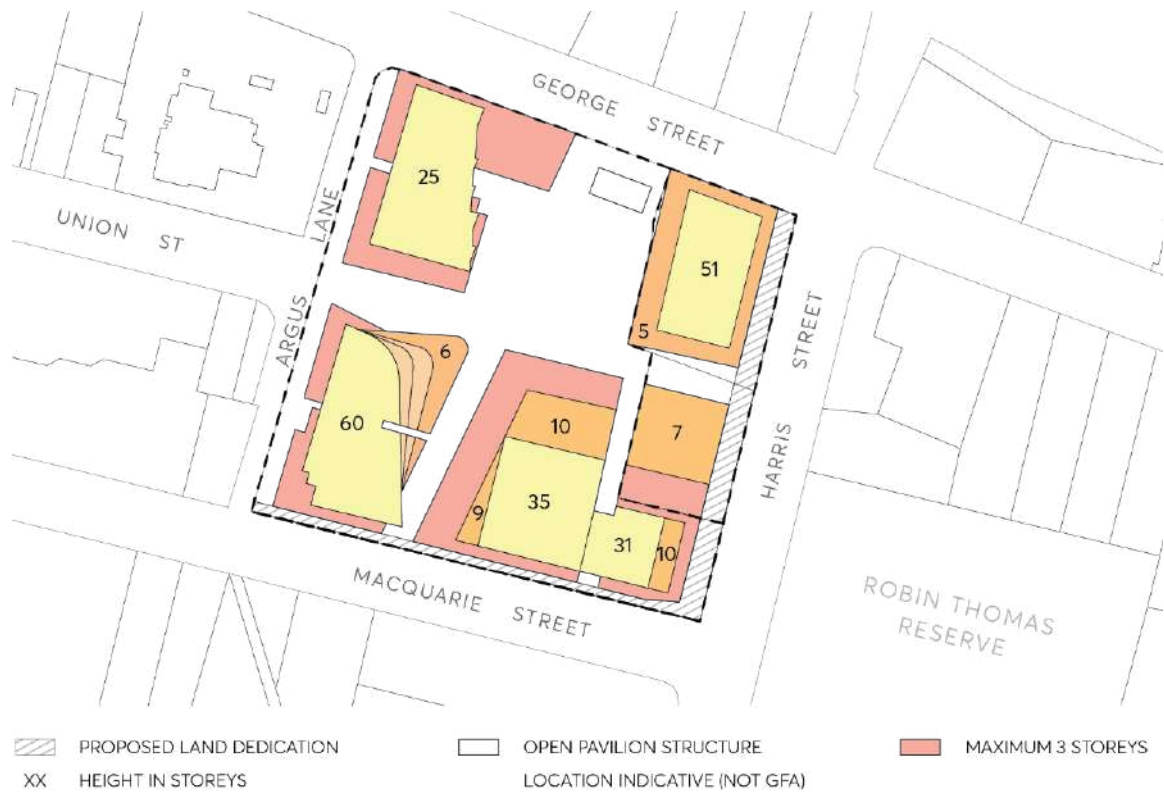 GEORGE STREET
25
UNION ST
ARGUS LANE
51
5
HARRIS STREET
6
60
10
7
35
9
31
10
MACQUARIE STREET
ROBIN THOMAS
RESERVE
PROPOSED LAND DEDICATION
OPEN PAVILION STRUCTURE
MAXIMUM 3 STOREYS
XX HEIGHT IN STOREYS
LOCATION INDICATIVE (NOT GFA)